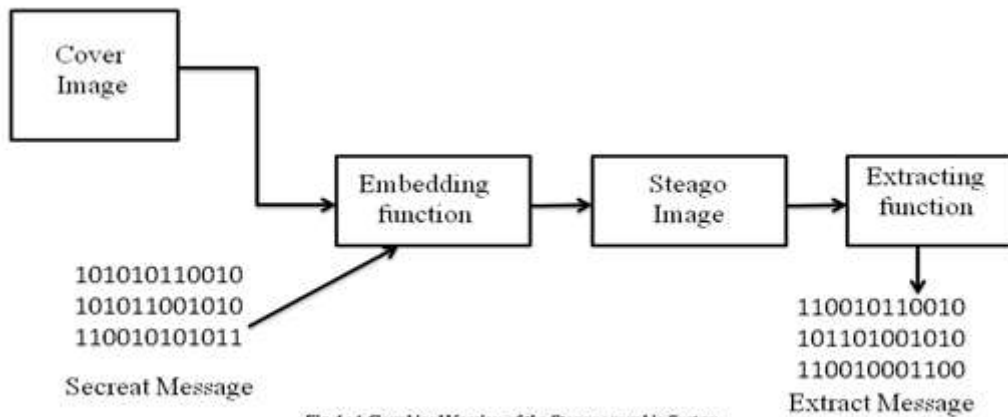 Cover
Image
Embedding
function
Steago
Image
Extracting
function
101010110010
101011001010
110010101011
Secreat Message
110010110010
101101001010
110010001100
Extract Message